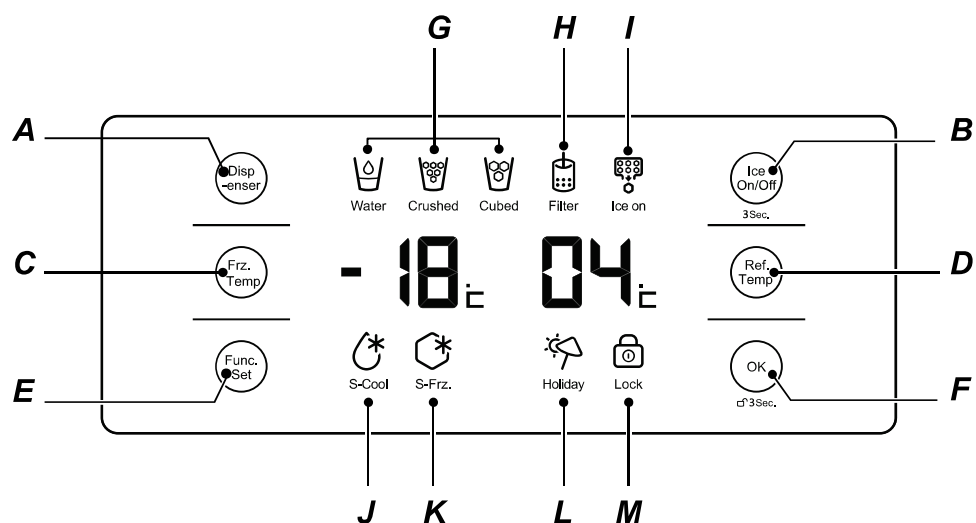 G H I
A
B
Disp
-enser
Water Crushed Cubed Filter Ice on
Ice
On/Off
3Sec.
C
Frz.
Temp
-18°C 04°C
Ref.
Temp
D
E
Func.
Set
S-Cool S-Frz. Holiday Lock
OK
3Sec.
F
J K L M